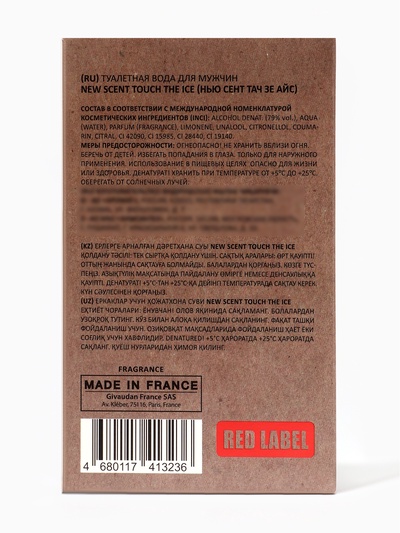 (RU) ТУАЛЕТНАЯ ВОДА ДЛЯ МУЖЧИН
NEW SCENT TOUCH THE ICE (НЬЮ СЕНТ ТАЧ ЗЕ АЙС)
СОСТАВ В СООТВЕТСТВИИ С МЕЖДУНАРОДНОЙ НОМЕНКЛАТУРОЙ
КОСМЕТИЧЕСКИХ ИНГРЕДИЕНТОВ (INCI): ALCOHOL DENAT. (79% vol.), AQUA
(WATER), PARFUM (FRAGRANCE), LIMONENE, LINALOOL, CITRONELLOL, COUMA-
RIN, CITRAL, CI 42090, CI 15985, CI 28440, CI 19140.
МЕРЫ ПРЕДОСТОРОЖНОСТИ: ОГНЕОПАСНО! НЕ ХРАНИТЬ ВБЛИЗИ ОГНЯ.
БЕРЕЧЬ ОТ ДЕТЕЙ. ИЗБЕГАТЬ ПОПАДАНИЯ В ГЛАЗА. ТОЛЬКО ДЛЯ НАРУЖНОГО
ПРИМЕНЕНИЯ. ИСПОЛЬЗОВАНИЕ В ПИЩЕВЫХ ЦЕЛЯХ ОПАСНО ДЛЯ ЖИЗНИ
ИЛИ ЗДОРОВЬЯ. ДЕНАТУРАТ! ХРАНИТЬ ПРИ ТЕМПЕРАТУРЕ ОТ +5°С ДО +25°С.
ОБЕРЕГАТЬ ОТ СОЛНЕЧНЫХ ЛУЧЕЙ.
(KZ) ЕРЛЕРГЕ АРНАЛҒАН ДӘРЕТХАНА СУЫ NEW SCENT TOUCH THE ICE
ҚОЛДАНУ ТӘСІЛІ: ТЕК СЫРТҚА ҚОЛДАНУ ҮШІН. САҚТЫҚ ШАРАЛАРЫ: ӨРТ ҚАУІПТІ!
ОТТЫҢ ЖАНЫНДА САҚТАУҒА БОЛМАЙДЫ. БАЛАЛАРДАН ҚОРҒАҢЫЗ. КӨЗГЕ ТҮС-
ПЕҢІЗ. АЗЫҚТЫЛЫҚ МАҚСАТЫНДА ПАЙДАЛАНУ ӨМІРГЕ НЕМЕСЕ ДЕНСАУЛЫҚҚА
ҚАУІПТІ. ДЕНАТУРАТ! +5°С-ТАН +25°С-ҚА ДЕЙІНГІ ТЕМПЕРАТУРАДА САҚТАУ КЕРЕК
КҮН СӘУЛЕСІНЕН ҚОРҒАҢЫЗ.
(UZ) ЕРКАКЛАР УЧУН ҲОЖАТХОНА СУВИ NEW SCENT TOUCH THE ICE
ЕҲТИЁТ ЧОРАЛАРИ: ЁНУВЧАН! ОЛОВ ЯҚИНИДА САҚЛАМАНГ. БОЛАЛАРДАН
УЗОҚРОҚ ТУТИНГ. КЎЗ БИЛАН АЛОҚА ҚИЛИШДАН САҚЛАНИНГ. ФАҚАТ ТАШҚИ
ФОЙДАЛАНИШ УЧУН. ОЗИҚОВҚАТ МАҚСАДЛАРИДА ФОЙДАЛАНИШ ҲАЁТ ЁКИ
СОҒЛИҚ УЧУН ХАВФЛИДИР. DENATURED! +5°С ҲАРОРАТДА +25°С ҲАРОРАТДА
САҚЛАНГ. ҚУЁШ НУРЛАРИДАН ҲИМОЯ ҚИЛИНГ.
FRAGRANCE
MADE IN FRANCE
Givaudan France SAS
Av. Kléber, 75116, Paris, France
RED LABEL
4 680117 413236